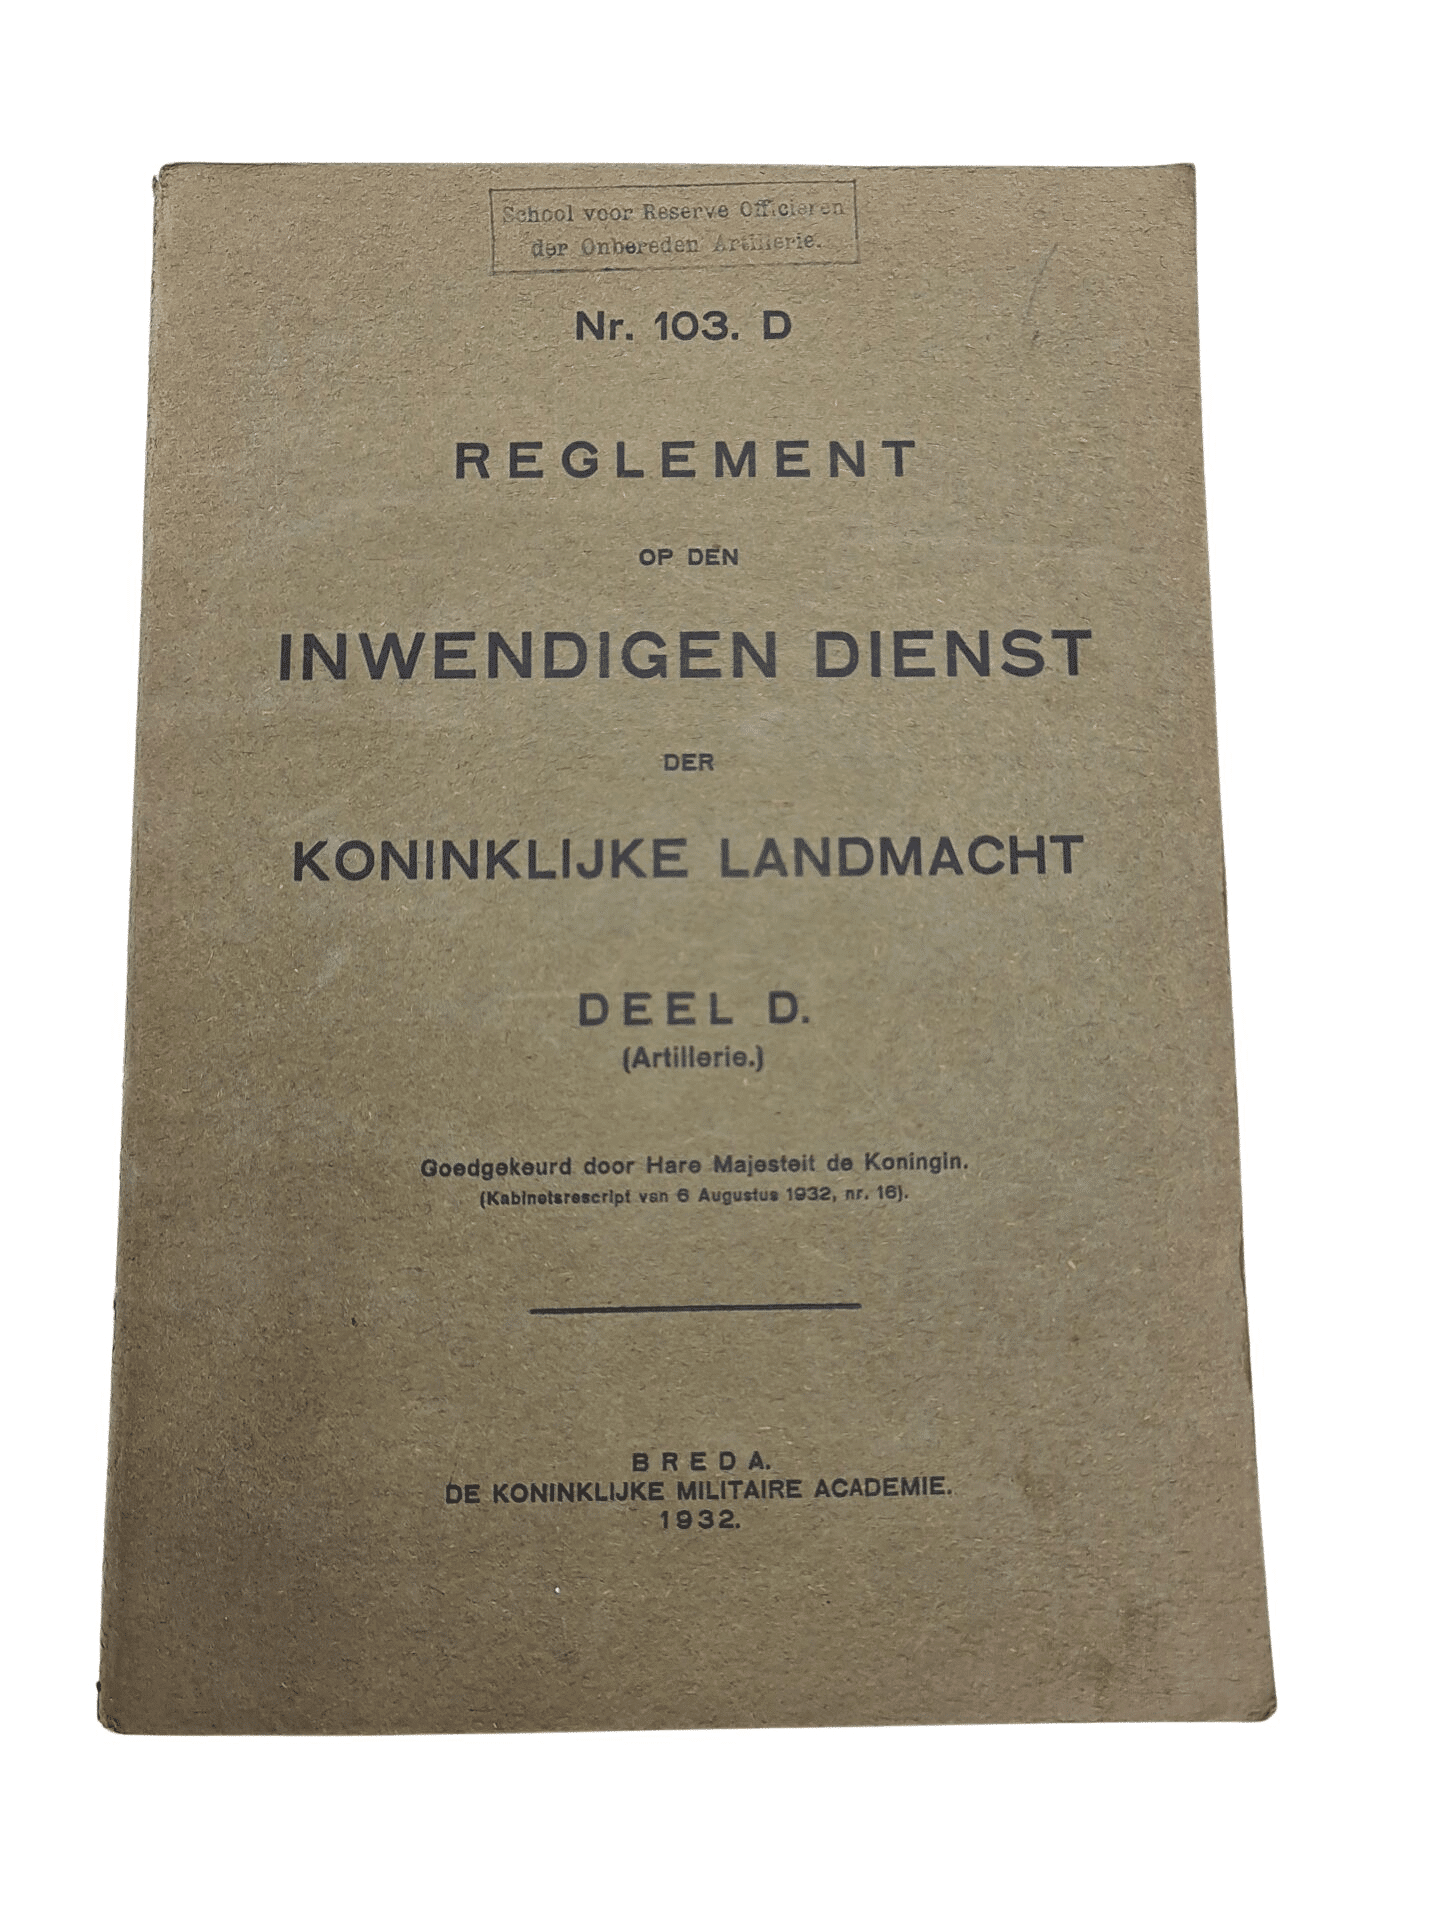 School voor Reserve Officieren
der Onbereden Artillerie.
Nr. 103. D
REGLEMENT
OP DEN
INWENDIGEN DIENST
DER
KONINKLIJKE LANDMACHT
DEEL D.
(Artillerie.)
Goedgekeurd door Hare Majesteit de Koningin.
(Kabinetsrescript van 6 Augustus 1932, nr. 16).
BREDA.
DE KONINKLIJKE MILITAIRE ACADEMIE.
1932.